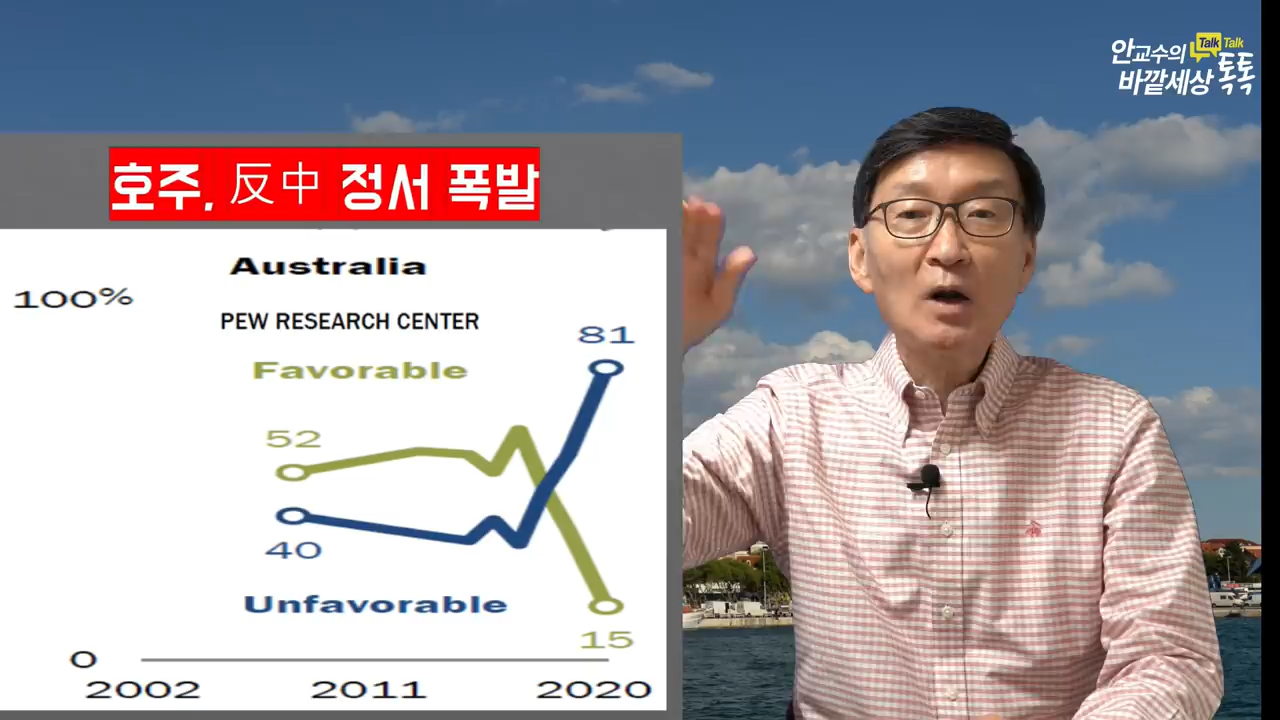 안교수의 Talk Talk
바깥세상 톡톡
호주, 反中 정서 폭발
Australia
100%
PEW RESEARCH CENTER
81
Favorable
52
40
Unfavorable
15
0
2002 2011 2020